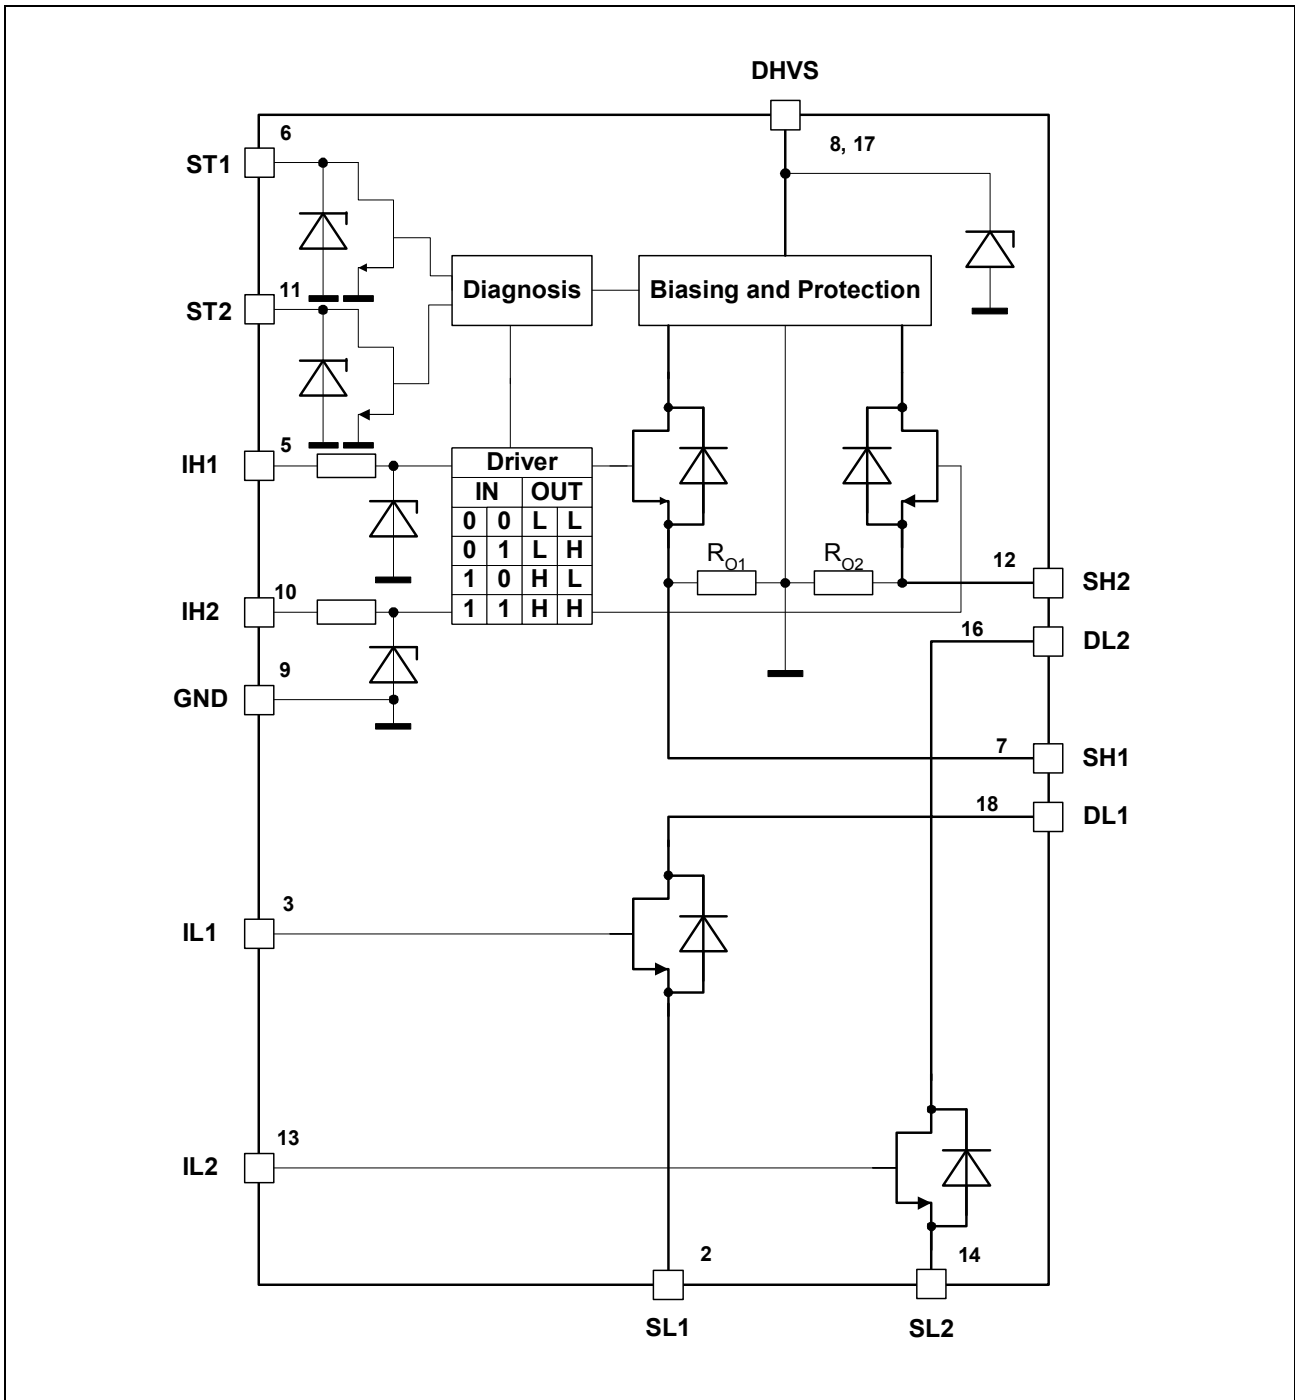 DHVS
8, 17
6
ST1
11
ST2
Diagnosis
Biasing and Protection
5
IH1
Driver
IN OUT
0 0 L L
0 1 L H
1 0 H L
1 1 H H
RO1
RO2
12
SH2
10
IH2
16
DL2
9
GND
7
SH1
18
DL1
3
IL1
13
IL2
2
14
SL1
SL2